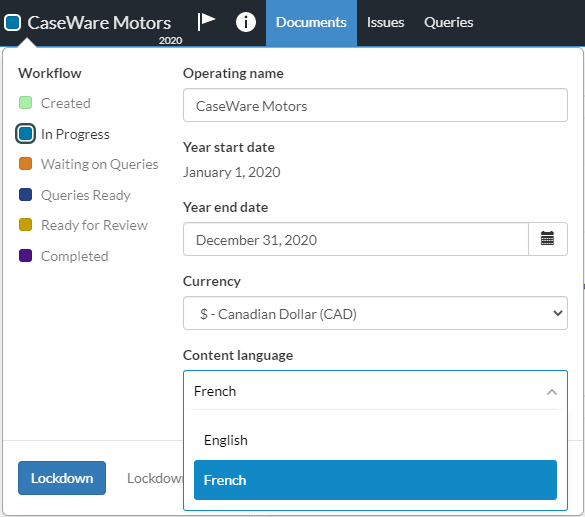 CaseWare Motors
2020
Documents
Issues
Queries
Workflow
Created
In Progress
Waiting on Queries
Queries Ready
Ready for Review
Completed
Operating name
CaseWare Motors
Year start date
January 1, 2020
Year end date
December 31, 2020
Currency
$ - Canadian Dollar (CAD)
Content language
French
English
French
Lockdown
Lockdown